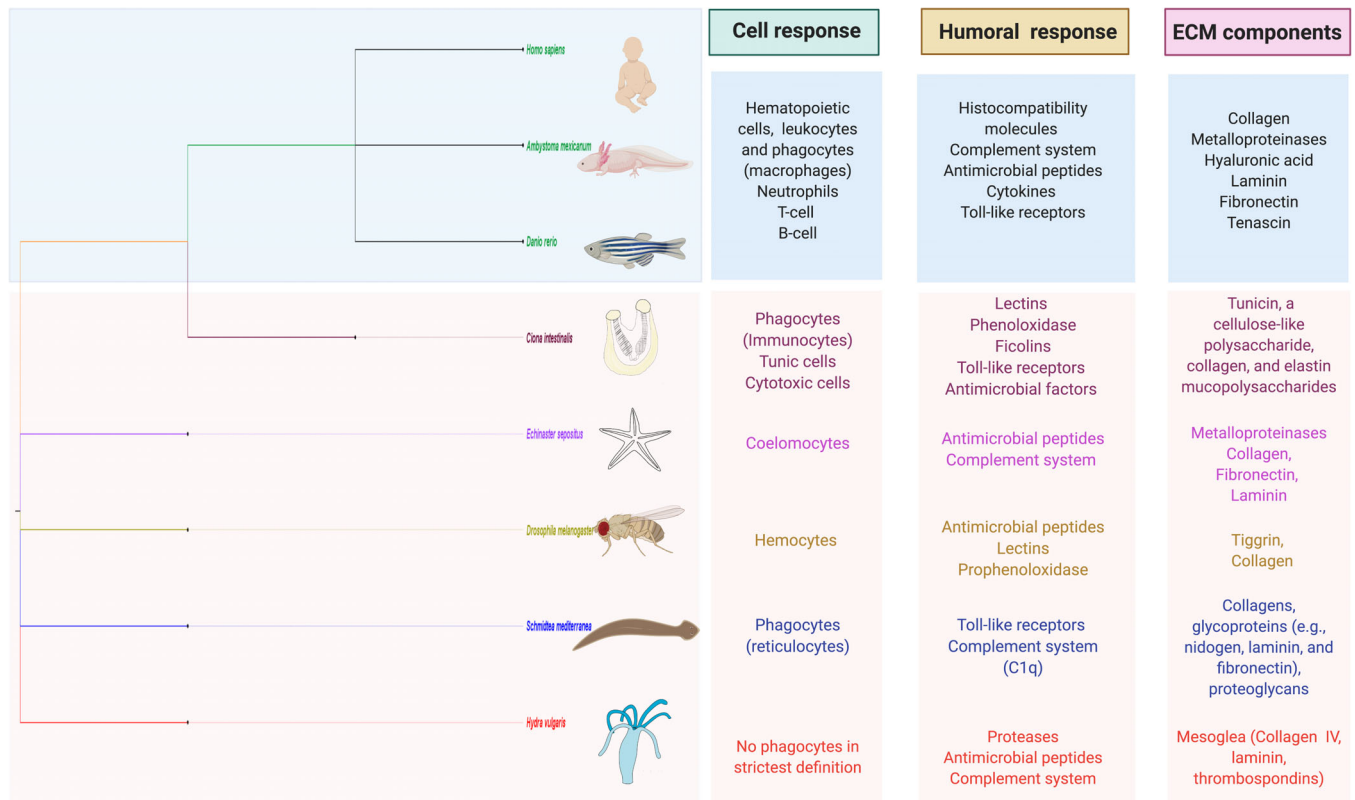 Cell response
Humoral response
ECM components
Homo sapiens
Ambystoma mexicanum
Danio rerio
Hematopoietic
cells, leukocytes
and phagocytes
(macrophages)
Neutrophils
T-cell
B-cell
Histocompatibility
molecules
Complement system
Antimicrobial peptides
Cytokines
Toll-like receptors
Collagen
Metalloproteinases
Hyaluronic acid
Laminin
Fibronectin
Tenascin
Ciona intestinalis
Phagocytes
(Immunocytes)
Tunic cells
Cytotoxic cells
Lectins
Phenoloxidase
Ficolins
Toll-like receptors
Antimicrobial factors
Tunicin, a
cellulose-like
polysaccharide,
collagen, and elastin
mucopolysaccharides
Echinaster sepositus
Coelomocytes
Antimicrobial peptides
Complement system
Metalloproteinases
Collagen,
Fibronectin,
Laminin
Drosophila melanogaster
Hemocytes
Antimicrobial peptides
Lectins
Prophenoloxidase
Tiggrin,
Collagen
Schmidtea mediterranea
Phagocytes
(reticulocytes)
Toll-like receptors
Complement system
(C1q)
Collagens,
glycoproteins (e.g.,
nidogen, laminin, and
fibronectin),
proteoglycans
Hydra vulgaris
No phagocytes in
strictest definition
Proteases
Antimicrobial peptides
Complement system
Mesoglea (Collagen IV,
laminin,
thrombospondins)